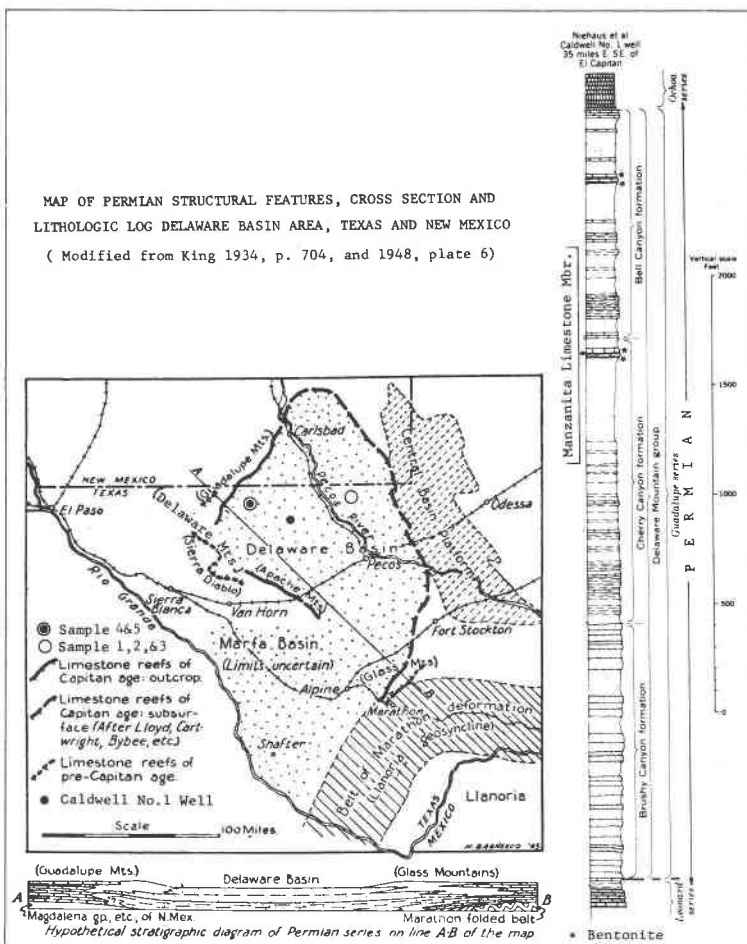 MAP OF PERMIAN STRUCTURAL FEATURES, CROSS SECTION AND
LITHOLOGIC LOG DELAWARE BASIN AREA, TEXAS AND NEW MEXICO
( Modified from King 1934, p. 704, and 1948, plate 6)
Carlsbad
(Guadalupe Mts)
A
NEW MEXICO
TEXAS
El Paso
Pecos River
Central Basin Platform
Odessa
Delaware Mts.
Delaware Basin
(Sierra Diablo)
(Apache Mts)
Pecos
Rio Grande
Sierra
Blanca
Van Horn
Fort Stockton
Marfa Basin
(Limits uncertain)
(Glass Mts)
Alpine
B
Marathon
Shafter
Belt of Marathon deformation
(Llanoria geosyncline)
Llanoria
TEXAS
MEXICO
Sample 4&5
Sample 1,2,&3
Limestone reefs of
Capitan age: outcrop.
Limestone reefs of
Capitan age: subsur-
face (After Lloyd, Cart-
wright, Bybee, etc.)
Limestone reefs of
pre-Capitan age.
Caldwell No.1 Well
Scale
100 Miles.
(Guadalupe Mts.)
Delaware Basin
(Glass Mountains)
A
B
Magdalena gp., etc., of N.Mex.
Marathon folded belt
Hypothetical stratigraphic diagram of Permian series on line A-B of the map
Niehaus et al
Caldwell No. 1 well
35 miles E. SE. of
El Capitan
Ochoa series
Bell Canyon formation
Manzanita Limestone Mbr.
Cherry Canyon formation
Brushy Canyon formation
Delaware Mountain group
Guadalupe series
PERMIAN
Leonard series
Vertical scale
Feet
2000
1500
1000
500
0
* Bentonite